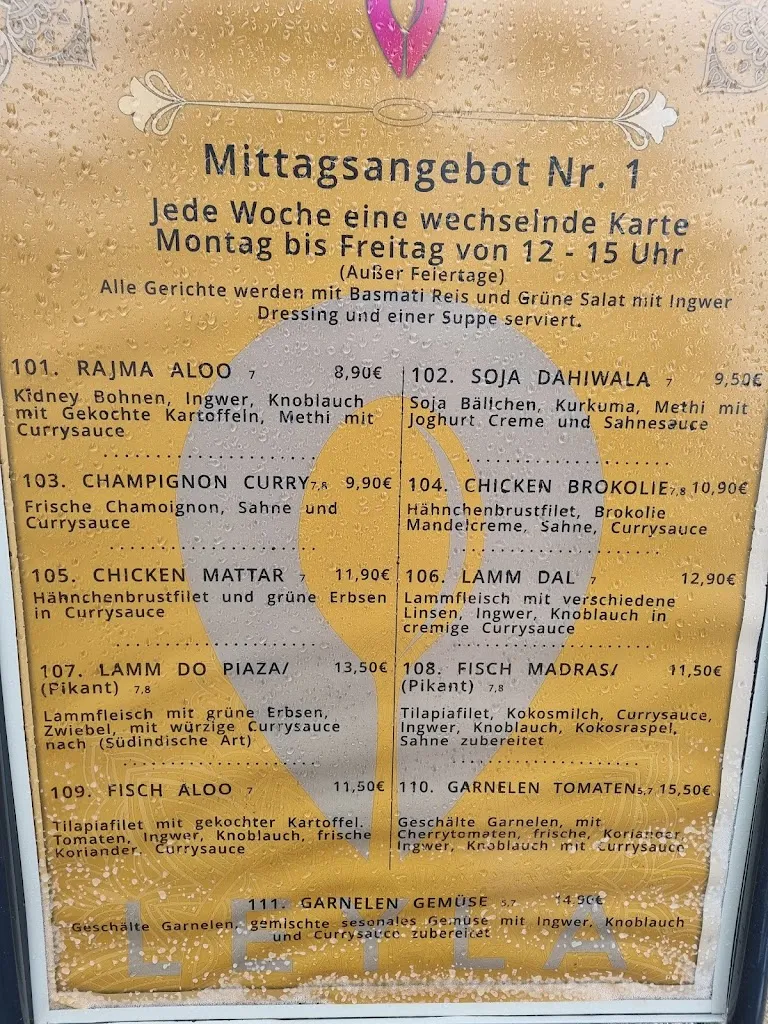 Mittagsangebot Nr. 1
Jede Woche eine wechselnde Karte
Montag bis Freitag von 12 - 15 Uhr
(Außer Feiertage)
Alle Gerichte werden mit Basmati Reis und Grüne Salat mit Ingwer
Dressing und einer Suppe serviert.
101. RAJMA ALOO 7 8,90€
Kidney Bohnen, Ingwer, Knoblauch
mit Gekochte Kartoffeln, Methi mit
Currysauce
102. SOJA DAHIWALA 7 9,50€
Soja Bällchen, Kurkuma, Methi mit
Joghurt Creme und Sahnesauce
103. CHAMPIGNON CURRY 7,8 9,90€
Frische Chamoignon, Sahne und
Currysauce
104. CHICKEN BROKOLIE 7,8 10,90€
Hähnchenbrustfilet, Brokolie
Mandelcreme, Sahne, Currysauce
105. CHICKEN MATTAR 7 11,90€
Hähnchenbrustfilet und grüne Erbsen
in Currysauce
106. LAMM DAL 7 12,90€
Lammfleisch mit verschiedene
Linsen, Ingwer, Knoblauch in
cremige Currysauce
107. LAMM DO PIAZA/ 13,50€
(Pikant) 7,8
Lammfleisch mit grüne Erbsen,
Zwiebel, mit würzige Currysauce
nach (Südindische Art)
108. FISCH MADRAS/ 11,50€
(Pikant) 7,8
Tilapiafilet, Kokosmilch, Currysauce,
Ingwer, Knoblauch, Kokosraspel,
Sahne zubereitet
109. FISCH ALOO 7 11,50€
Tilapiafilet mit gekochter Kartoffel.
Tomaten, Ingwer, Knoblauch, frische
Koriander. Currysauce
110. GARNELEN TOMATEN 5,7 15,50€
Geschälte Garnelen, mit
Cherrytomaten, frische, Koriander,
Ingwer, Knoblauch mit Currysauce
111. GARNELEN GEMÜSE 5,7 14,90€
Geschälte Garnelen, gemischte sesonales Gemüse mit Ingwer, Knoblauch
und Currysauce zubereitet
LEYLA